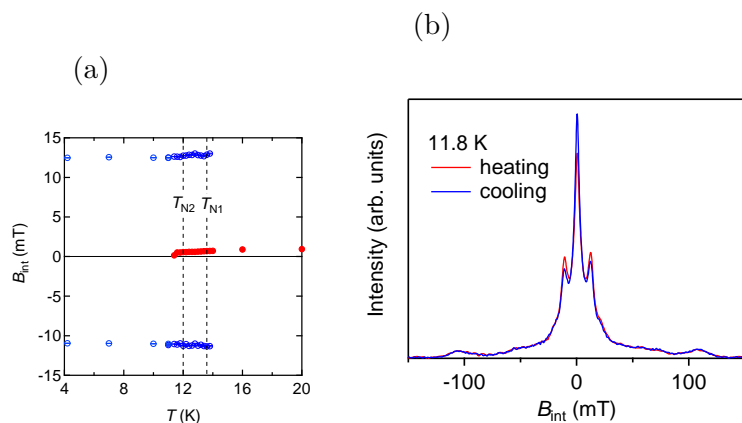 (a)
15
10
5
0
-5
-10
-15
B_int (mT)
T_N2
T_N1
4
8
12
16
20
T (K)
(b)
11.8 K
heating
cooling
Intensity (arb. units)
-100
0
100
B_int (mT)